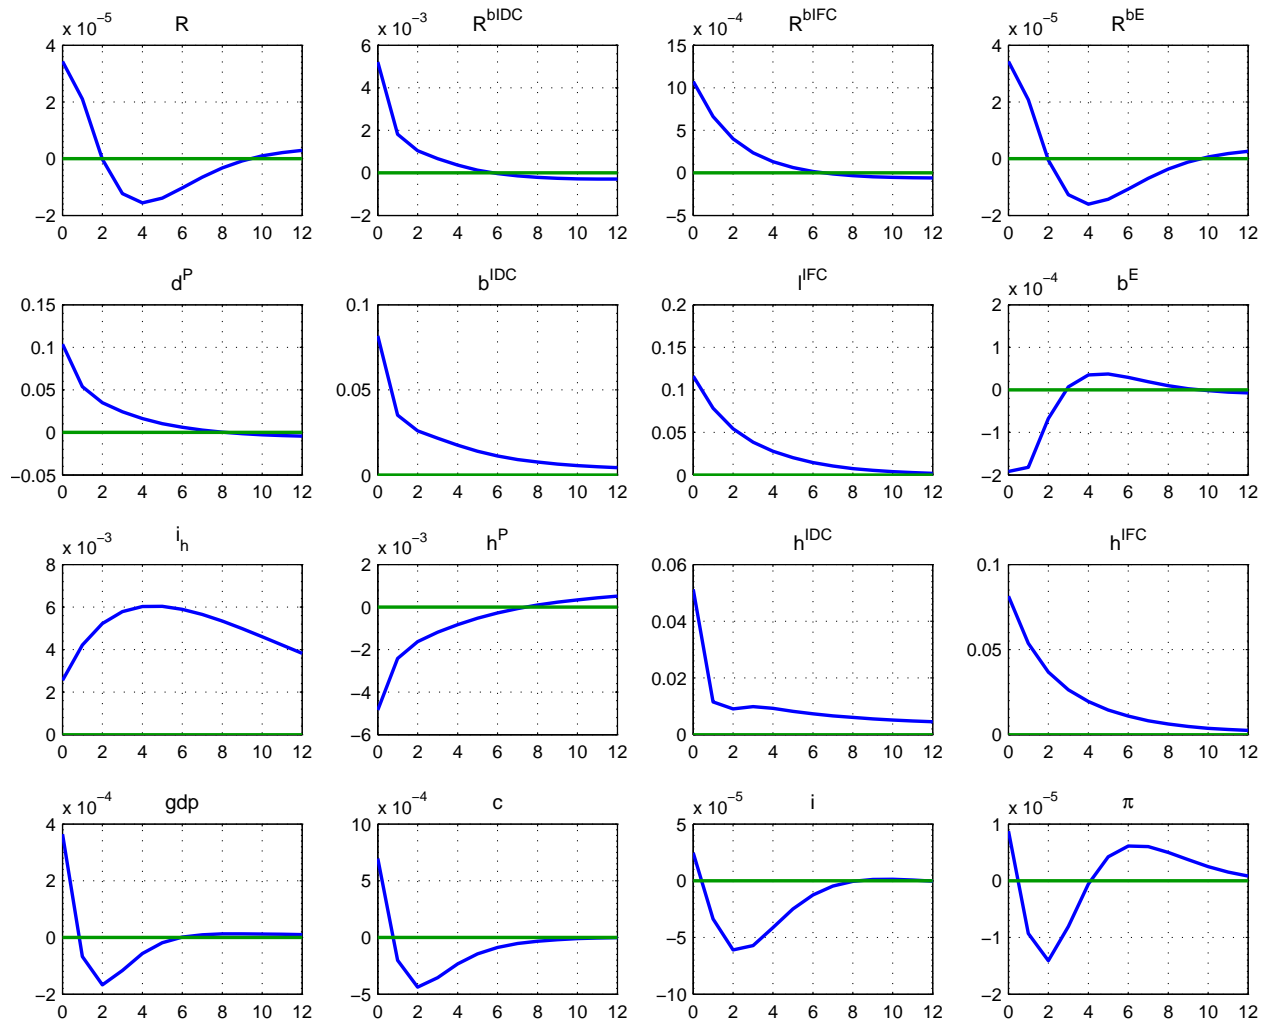 x 10^-5 R
4
2
0
−2
0 2 4 6 8 10 12
x 10^-3 R^bIDC
6
4
2
0
−2
0 2 4 6 8 10 12
x 10^-4 R^bIFC
15
10
5
0
−5
0 2 4 6 8 10 12
x 10^-5 R^bE
4
2
0
−2
0 2 4 6 8 10 12
d^P
0.15
0.1
0.05
0
−0.05
0 2 4 6 8 10 12
b^IDC
0.1
0.05
0
0 2 4 6 8 10 12
l^IFC
0.2
0.15
0.1
0.05
0
0 2 4 6 8 10 12
x 10^-4 b^E
2
1
0
−1
−2
0 2 4 6 8 10 12
x 10^-3 i_h
8
6
4
2
0
0 2 4 6 8 10 12
x 10^-3 h^P
2
0
−2
−4
−6
0 2 4 6 8 10 12
h^IDC
0.06
0.04
0.02
0
0 2 4 6 8 10 12
h^IFC
0.1
0.05
0
0 2 4 6 8 10 12
x 10^-4 gdp
4
2
0
−2
0 2 4 6 8 10 12
x 10^-4 c
10
5
0
−5
0 2 4 6 8 10 12
x 10^-5 i
5
0
−5
−10
0 2 4 6 8 10 12
x 10^-5 π
1
0
−1
−2
0 2 4 6 8 10 12